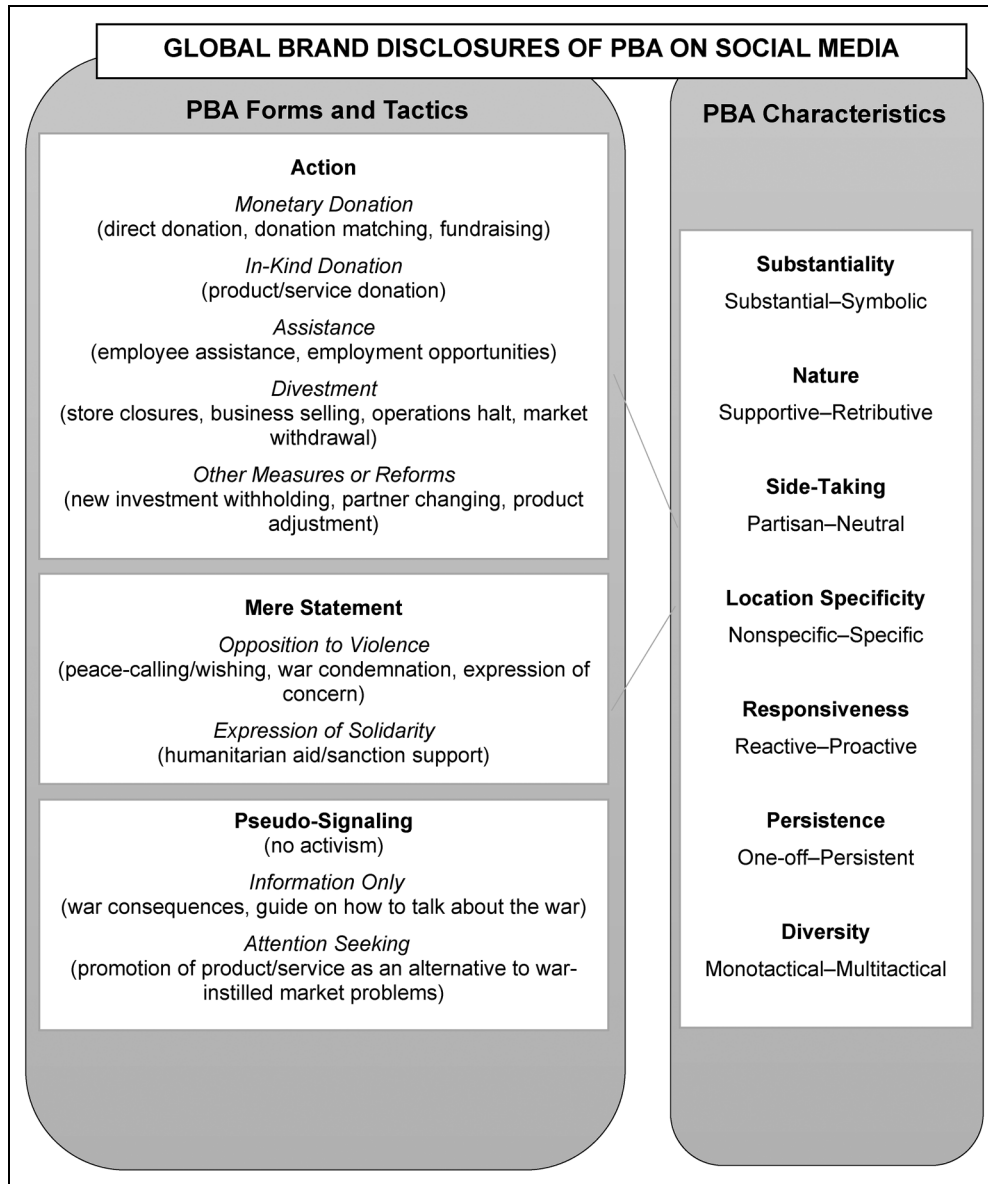 GLOBAL BRAND DISCLOSURES OF PBA ON SOCIAL MEDIA
PBA Forms and Tactics
Action
Monetary Donation
(direct donation, donation matching, fundraising)
In-Kind Donation
(product/service donation)
Assistance
(employee assistance, employment opportunities)
Divestment
(store closures, business selling, operations halt, market
withdrawal)
Other Measures or Reforms
(new investment withholding, partner changing, product
adjustment)
Mere Statement
Opposition to Violence
(peace-calling/wishing, war condemnation, expression of
concern)
Expression of Solidarity
(humanitarian aid/sanction support)
Pseudo-Signaling
(no activism)
Information Only
(war consequences, guide on how to talk about the war)
Attention Seeking
(promotion of product/service as an alternative to war-
instilled market problems)
PBA Characteristics
Substantiality
Substantial–Symbolic
Nature
Supportive–Retributive
Side-Taking
Partisan–Neutral
Location Specificity
Nonspecific–Specific
Responsiveness
Reactive–Proactive
Persistence
One-off–Persistent
Diversity
Monotactical–Multitactical